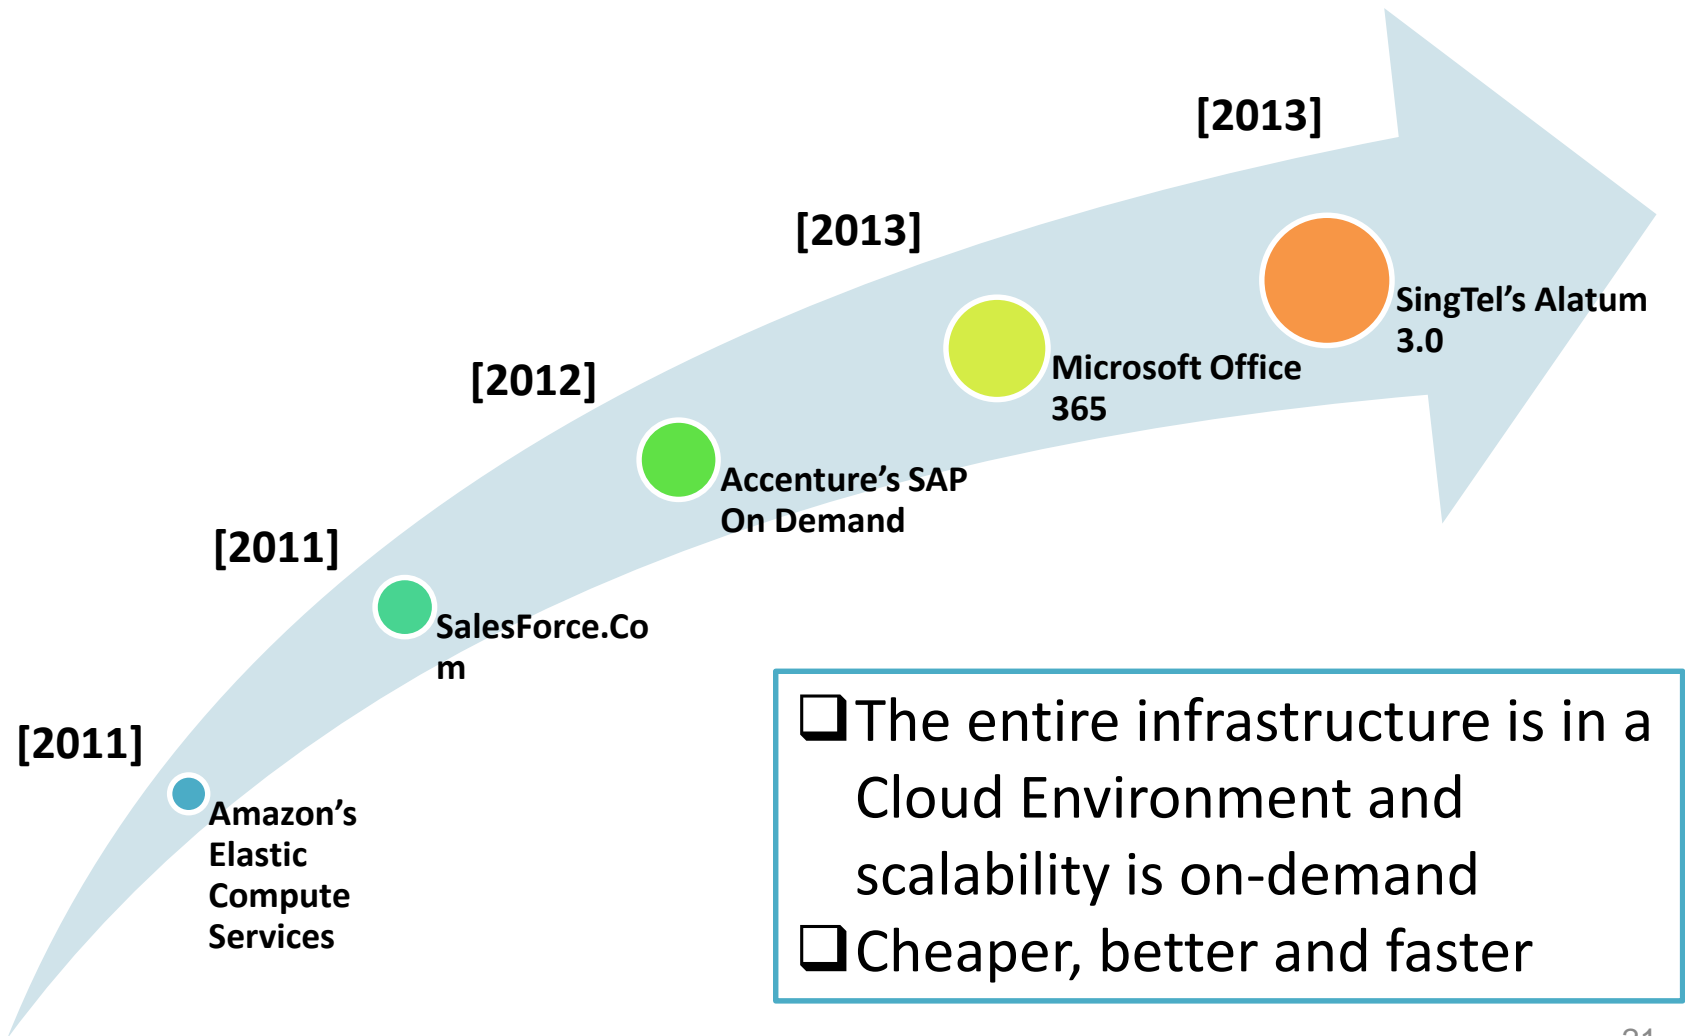 [2013]
[2013]
SingTel’s Alatum
3.0
Microsoft Office
365
[2012]
Accenture’s SAP
On Demand
[2011]
SalesForce.Co
m
[2011]
Amazon’s
Elastic
Compute
Services
The entire infrastructure is in a
Cloud Environment and
scalability is on-demand
Cheaper, better and faster